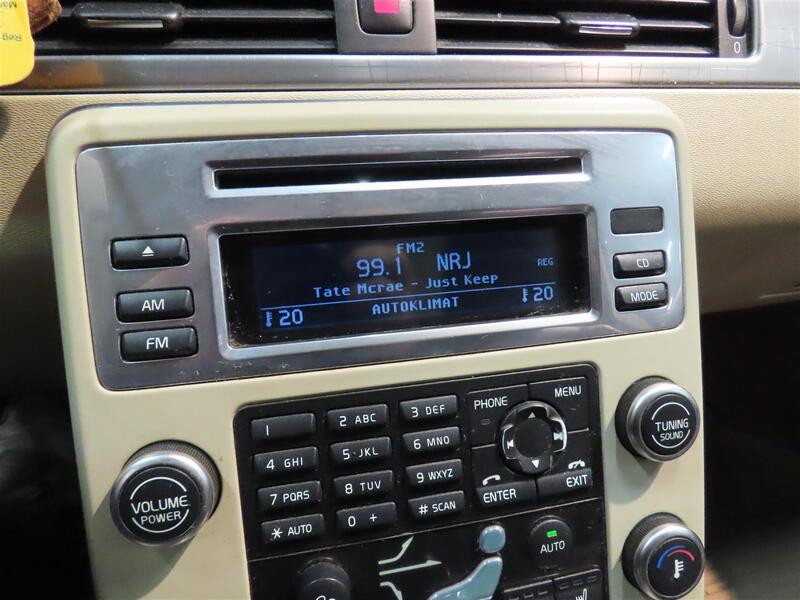 Reg
0
FM2
99.1 NRJ
REG
Tate Mcrae - Just Keep
20 AUTOKLIMAT 20
AM
FM
CD
MODE
1
2 ABC
3 DEF
4 GHI
5·JKL
6 MNO
7 PQRS
8 TUV
9 WXYZ
* AUTO
0 +
# SCAN
PHONE
MENU
ENTER
EXIT
VOLUME
POWER
TUNING
SOUND
AUTO